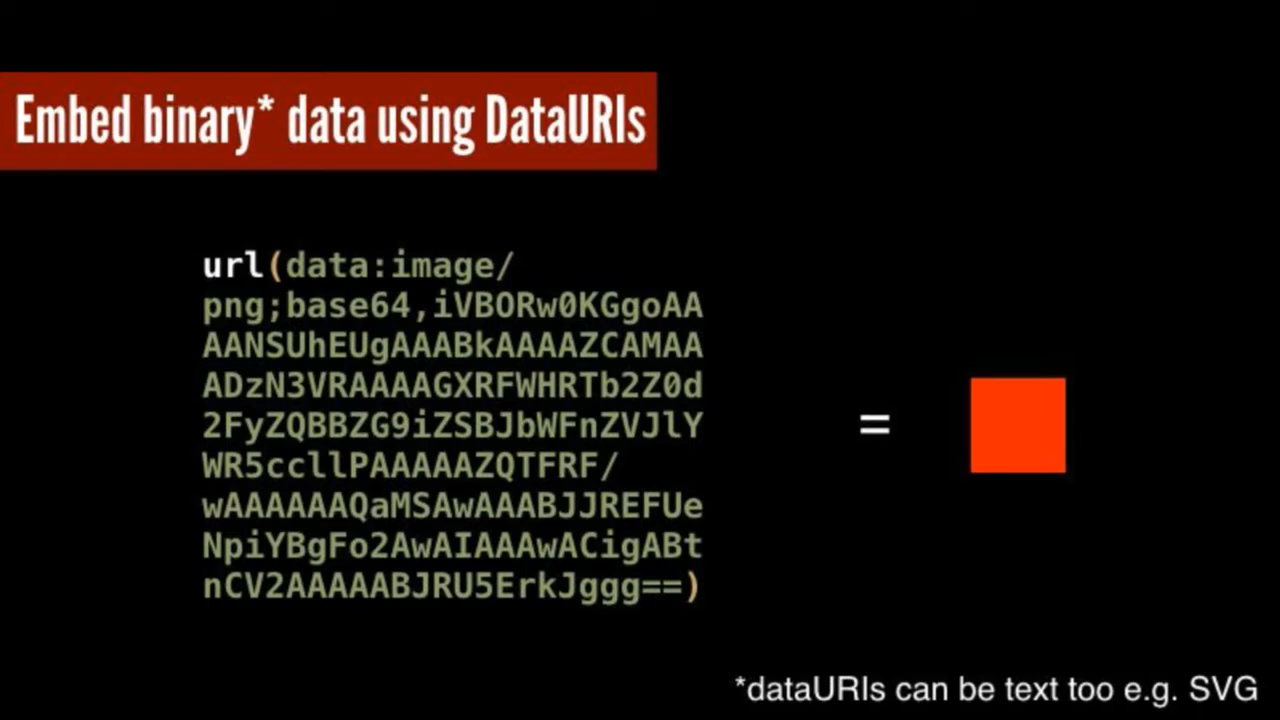 Embed binary* data using DataURIs
url(data:image/
png;base64,iVBORw0KGgoAA
AANSUhEUgAAABkAAAAZCAMAA
ADzN3VRAAAAGXRFWHRTb2Z0d
2FyZQBBZG9iZSBJbWFnZVJlY
WR5ccllPAAAAAZQTFRF/
wAAAAAAQaMSAwAAABJJREFUe
NpiYBgFo2AwAIAAAwACigABt
nCV2AAAAABJRU5ErkJggg==)
=
*dataURIs can be text too e.g. SVG